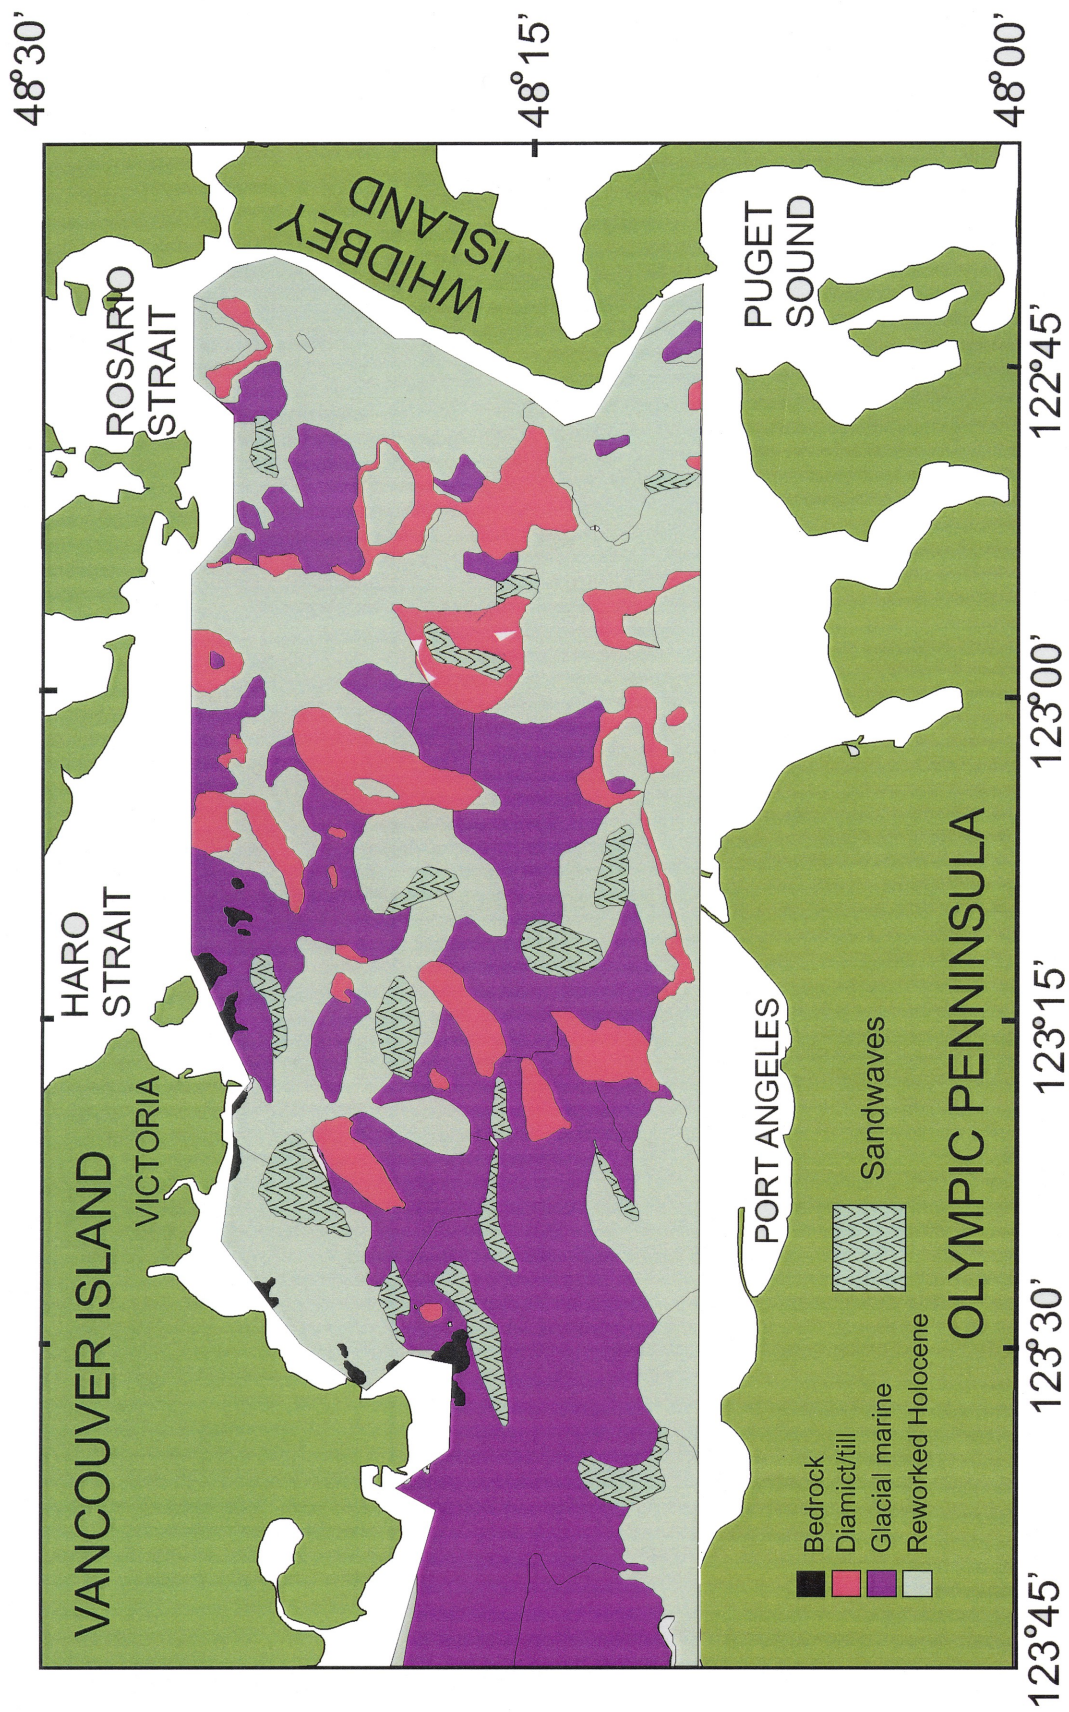 48°30'
48°15'
48°00'
VANCOUVER ISLAND
VICTORIA
HARO
STRAIT
ROSARIO
STRAIT
WHIDBEY
ISLAND
PUGET
SOUND
PORT ANGELES
OLYMPIC PENNINSULA
Bedrock
Diamict/till
Glacial marine
Reworked Holocene
Sandwaves
123°45'
123°30'
123°15'
123°00'
122°45'